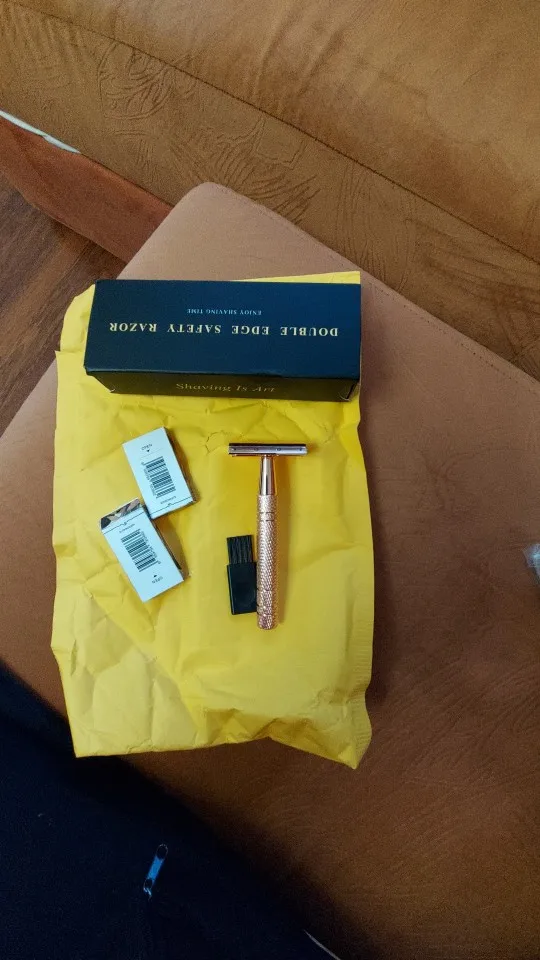 DOUBLE EDGE SAFETY RAZOR
ENJOY SHAVING TIME
Shaving Is Art